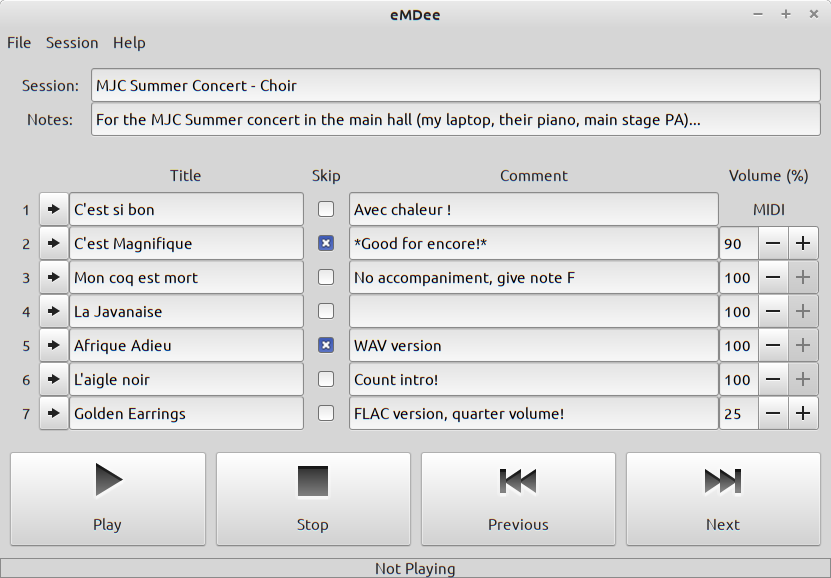 eMDee
File Session Help
Session: MJC Summer Concert - Choir
Notes: For the MJC Summer concert in the main hall (my laptop, their piano, main stage PA)...
Title Skip Comment Volume (%)
1 C'est si bon Avec chaleur ! MIDI
2 C'est Magnifique *Good for encore!* 90
3 Mon coq est mort No accompaniment, give note F 100
4 La Javanaise 100
5 Afrique Adieu WAV version 100
6 L'aigle noir Count intro! 100
7 Golden Earrings FLAC version, quarter volume! 25
Play Stop Previous Next
Not Playing